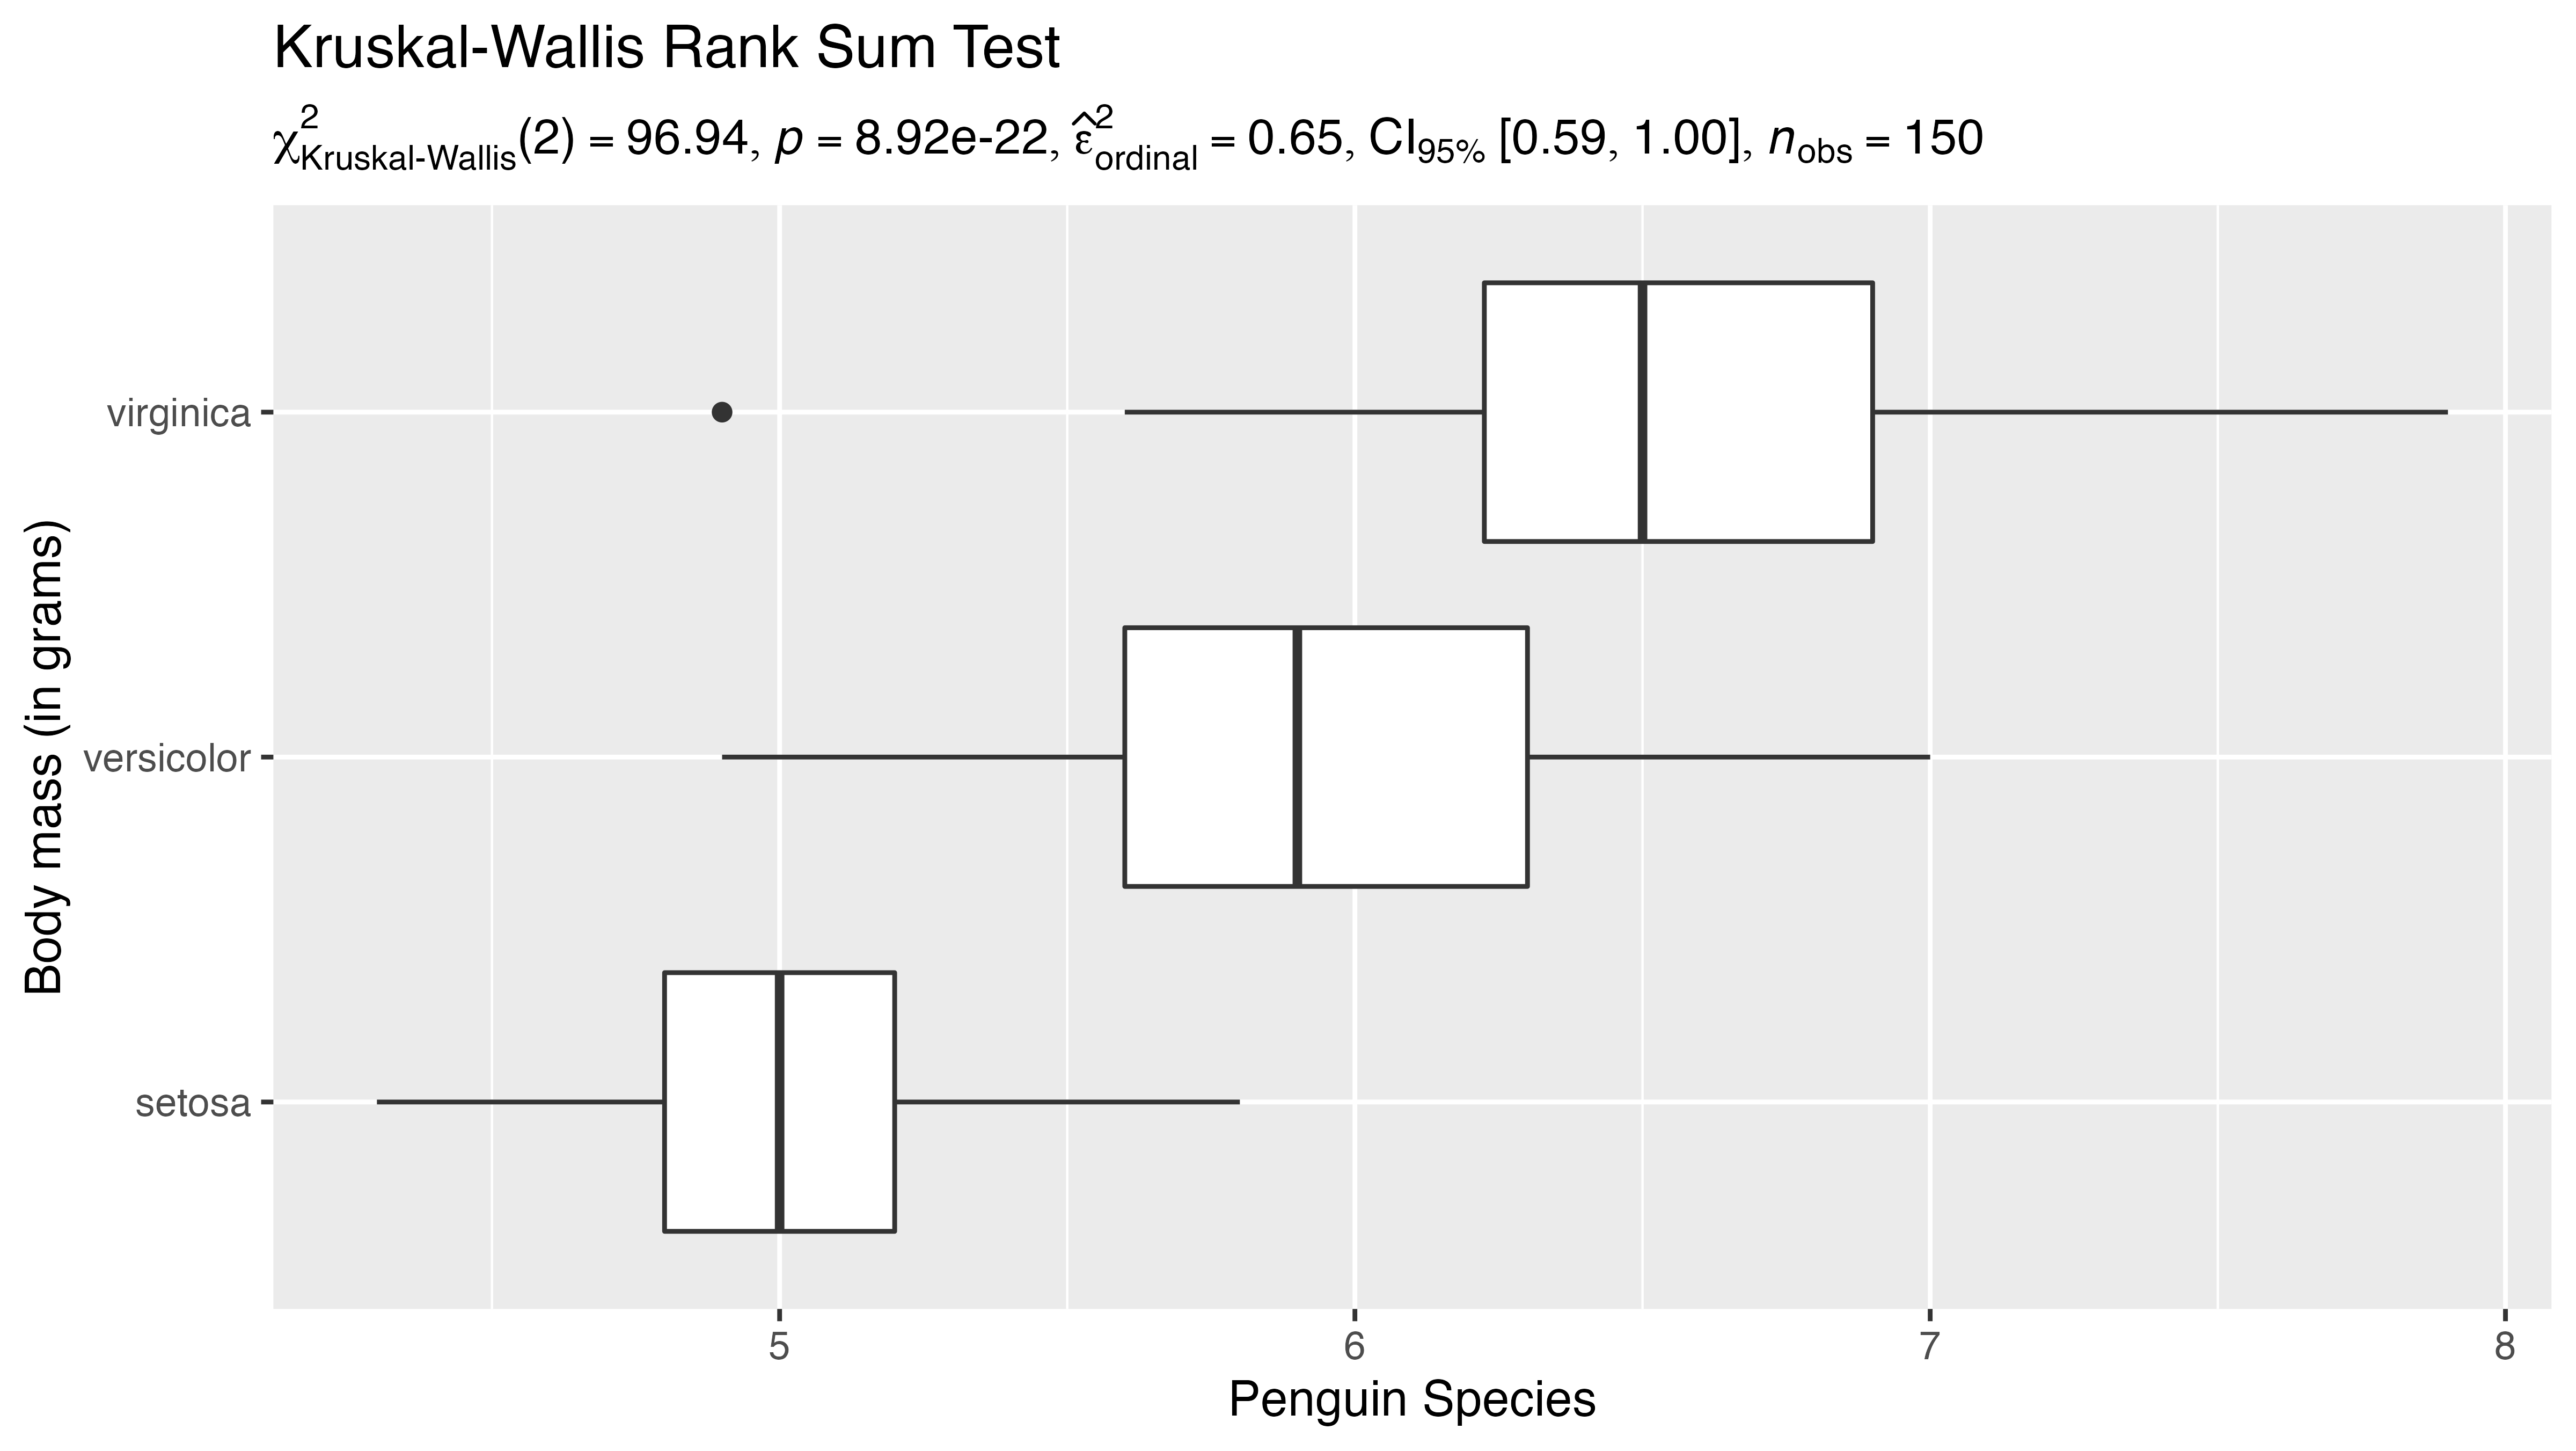 Kruskal-Wallis Rank Sum Test
χ²Kruskal-Wallis(2) = 96.94, p = 8.92e-22, ε̂²ordinal = 0.65, CI95% [0.59, 1.00], nobs = 150
Body mass (in grams)
virginica
versicolor
setosa
5 6 7 8
Penguin Species